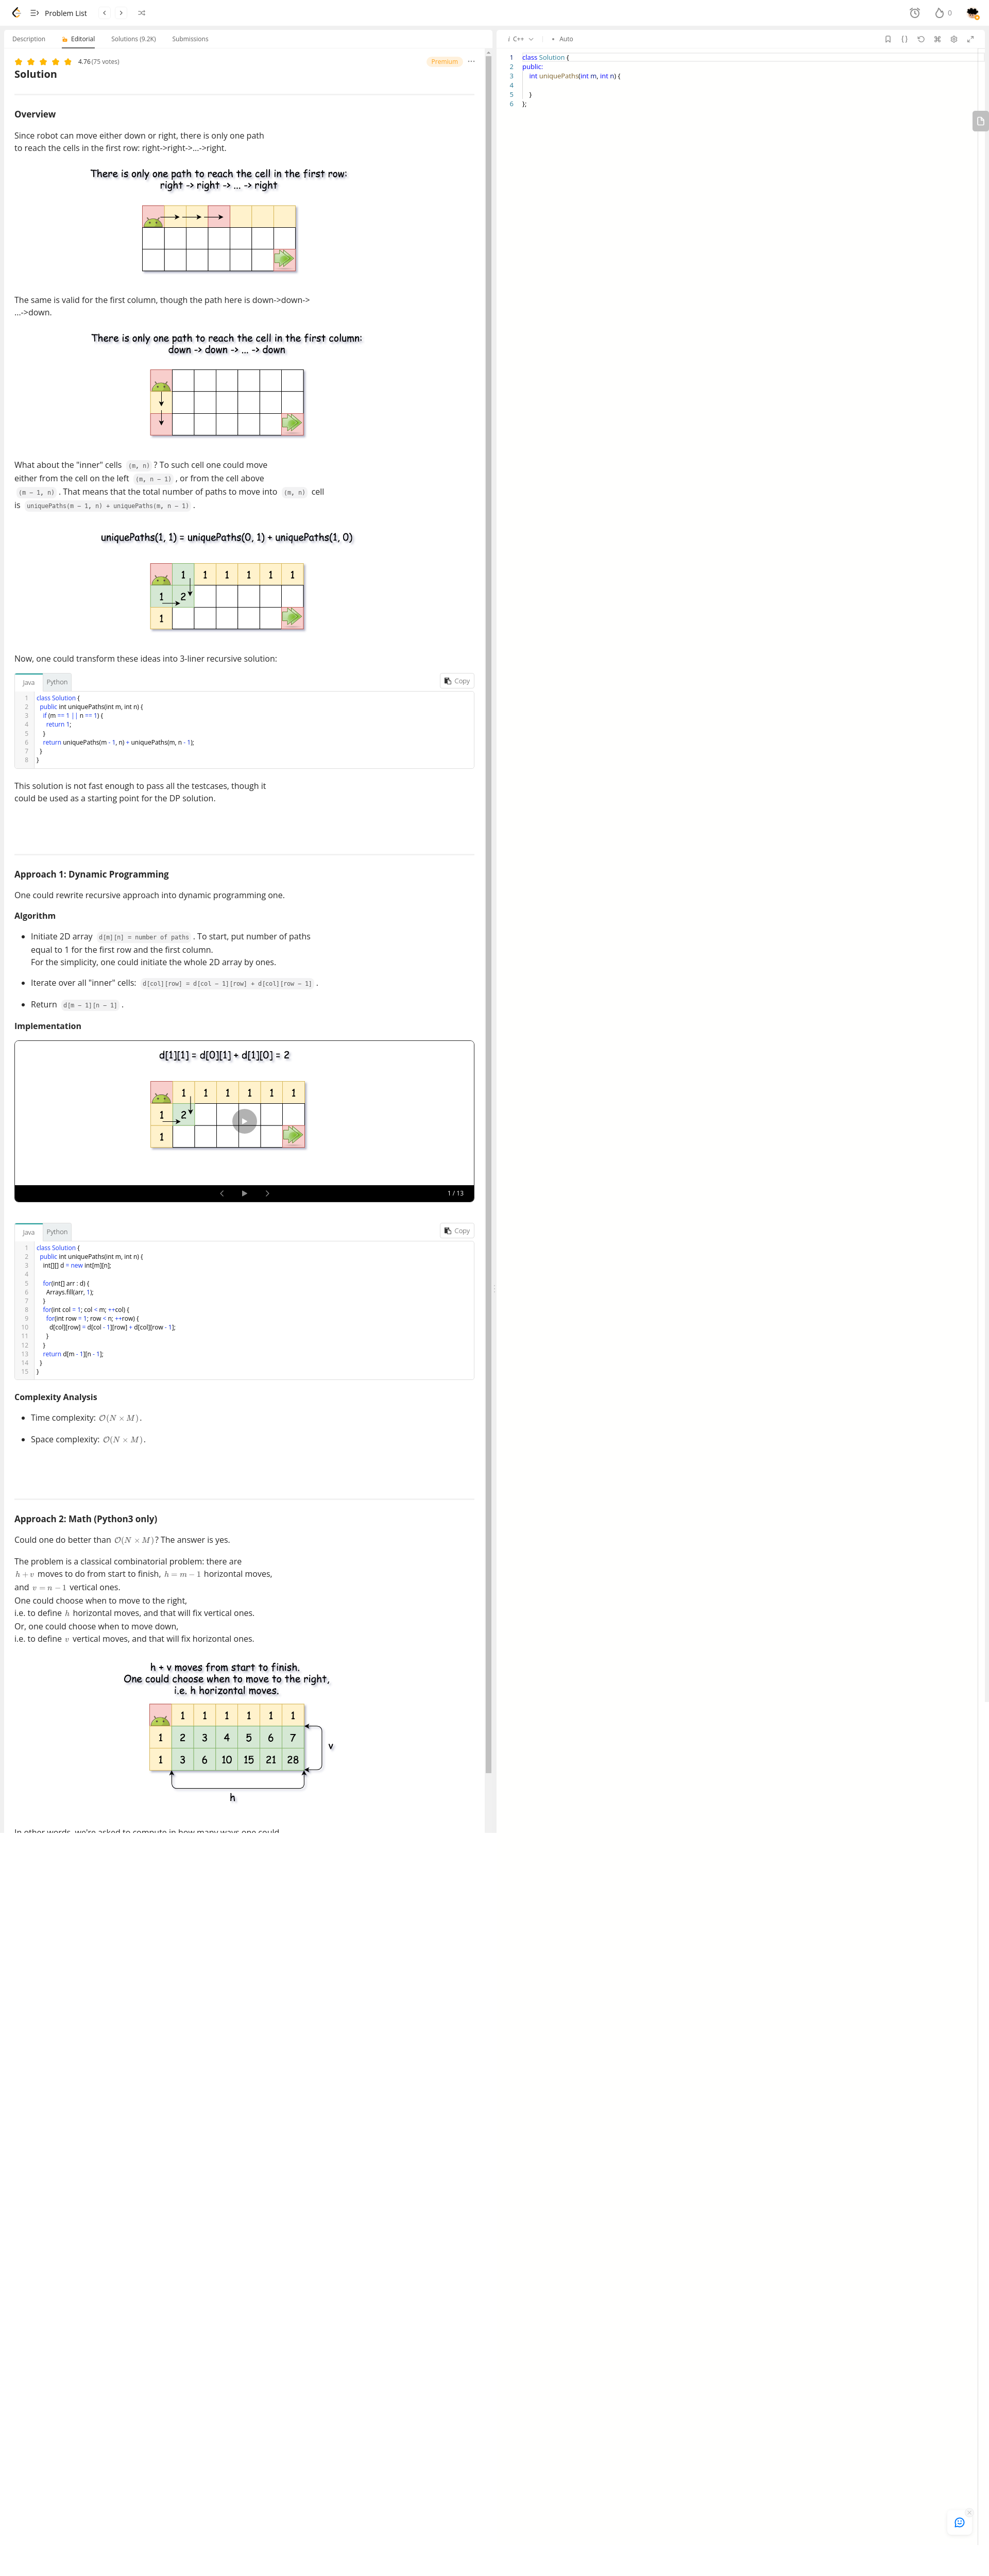 Problem List
0
Description
Editorial
Solutions (9.2K)
Submissions
4.76 (75 votes)
Premium
Solution
Overview
Since robot can move either down or right, there is only one path
to reach the cells in the first row: right->right->...->right.
There is only one path to reach the cell in the first row:
right -> right -> ... -> right
The same is valid for the first column, though the path here is down->down->
...->down.
There is only one path to reach the cell in the first column:
down -> down -> ... -> down
What about the "inner" cells (m, n) ? To such cell one could move
either from the cell on the left (m, n - 1) , or from the cell above
(m - 1, n) . That means that the total number of paths to move into (m, n) cell
is uniquePaths(m - 1, n) + uniquePaths(m, n - 1) .
uniquePaths(1, 1) = uniquePaths(0, 1) + uniquePaths(1, 0)
1 1 1 1 1 1
1 2
1
Now, one could transform these ideas into 3-liner recursive solution:
Java
Python
Copy
1 class Solution {
2 public int uniquePaths(int m, int n) {
3 if (m == 1 || n == 1) {
4 return 1;
5 }
6 return uniquePaths(m - 1, n) + uniquePaths(m, n - 1);
7 }
8 }
This solution is not fast enough to pass all the testcases, though it
could be used as a starting point for the DP solution.
Approach 1: Dynamic Programming
One could rewrite recursive approach into dynamic programming one.
Algorithm
• Initiate 2D array d[m][n] = number of paths . To start, put number of paths
equal to 1 for the first row and the first column.
For the simplicity, one could initiate the whole 2D array by ones.
• Iterate over all "inner" cells: d[col][row] = d[col - 1][row] + d[col][row - 1] .
• Return d[m - 1][n - 1] .
Implementation
d[1][1] = d[0][1] + d[1][0] = 2
1 1 1 1 1 1
1 2
1
1 / 13
Java
Python
Copy
1 class Solution {
2 public int uniquePaths(int m, int n) {
3 int[][] d = new int[m][n];
4
5 for(int[] arr : d) {
6 Arrays.fill(arr, 1);
7 }
8 for(int col = 1; col < m; ++col) {
9 for(int row = 1; row < n; ++row) {
10 d[col][row] = d[col - 1][row] + d[col][row - 1];
11 }
12 }
13 return d[m - 1][n - 1];
14 }
15 }
Complexity Analysis
• Time complexity: O(N × M).
• Space complexity: O(N × M).
Approach 2: Math (Python3 only)
Could one do better than O(N × M)? The answer is yes.
The problem is a classical combinatorial problem: there are
h + v moves to do from start to finish, h = m − 1 horizontal moves,
and v = n − 1 vertical ones.
One could choose when to move to the right,
i.e. to define h horizontal moves, and that will fix vertical ones.
Or, one could choose when to move down,
i.e. to define v vertical moves, and that will fix horizontal ones.
h + v moves from start to finish.
One could choose when to move to the right,
i.e. h horizontal moves.
1 1 1 1 1 1
1 2 3 4 5 6 7
1 3 6 10 15 21 28
v
h
In other words, we're asked to compute in how many ways one could
i C++
• Auto
1 class Solution {
2 public:
3 int uniquePaths(int m, int n) {
4
5 }
6 };